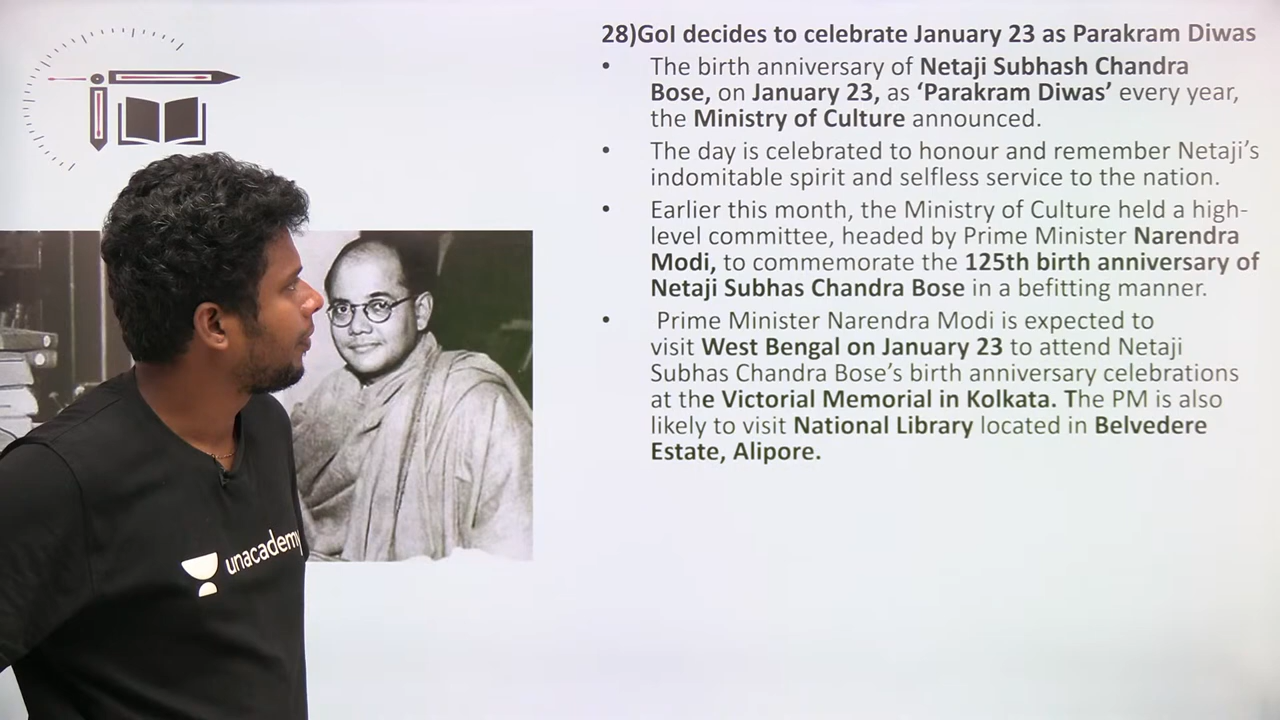 28)GoI decides to celebrate January 23 as Parakram Diwas
• The birth anniversary of Netaji Subhash Chandra
Bose, on January 23, as ‘Parakram Diwas’ every year,
the Ministry of Culture announced.
• The day is celebrated to honour and remember Netaji’s
indomitable spirit and selfless service to the nation.
• Earlier this month, the Ministry of Culture held a high-
level committee, headed by Prime Minister Narendra
Modi, to commemorate the 125th birth anniversary of
Netaji Subhas Chandra Bose in a befitting manner.
• Prime Minister Narendra Modi is expected to
visit West Bengal on January 23 to attend Netaji
Subhas Chandra Bose’s birth anniversary celebrations
at the Victorial Memorial in Kolkata. The PM is also
likely to visit National Library located in Belvedere
Estate, Alipore.
unacademy